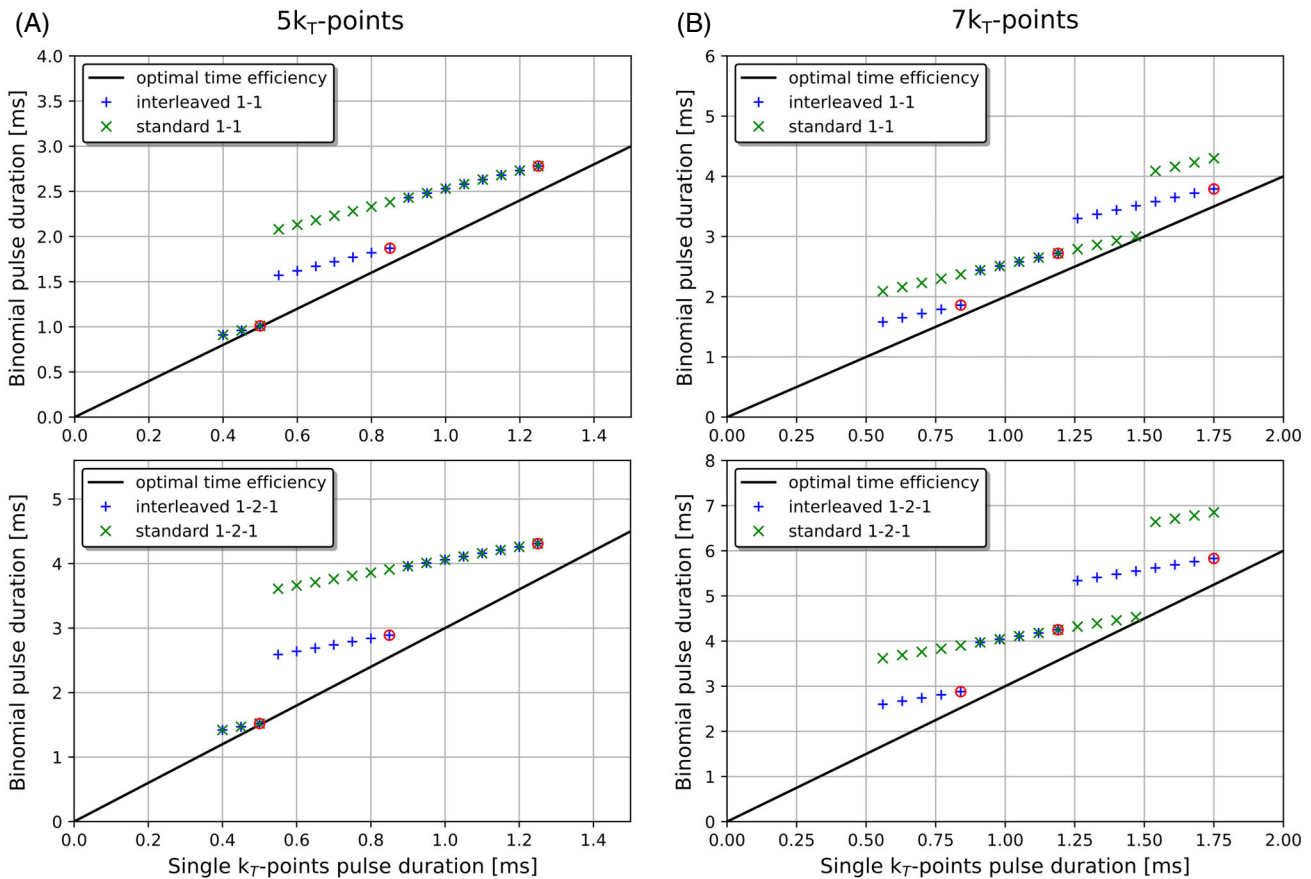 (A)
5k_T-points
4.0
3.5
3.0
2.5
2.0
1.5
1.0
0.5
0.0
Binomial pulse duration [ms]
optimal time efficiency
interleaved 1-1
standard 1-1
0.0 0.2 0.4 0.6 0.8 1.0 1.2 1.4
(B)
7k_T-points
6
5
4
3
2
1
0
Binomial pulse duration [ms]
optimal time efficiency
interleaved 1-1
standard 1-1
0.00 0.25 0.50 0.75 1.00 1.25 1.50 1.75 2.00
5
4
3
2
1
0
Binomial pulse duration [ms]
optimal time efficiency
interleaved 1-2-1
standard 1-2-1
0.0 0.2 0.4 0.6 0.8 1.0 1.2 1.4
Single k_T-points pulse duration [ms]
8
7
6
5
4
3
2
1
0
Binomial pulse duration [ms]
optimal time efficiency
interleaved 1-2-1
standard 1-2-1
0.00 0.25 0.50 0.75 1.00 1.25 1.50 1.75 2.00
Single k_T-points pulse duration [ms]